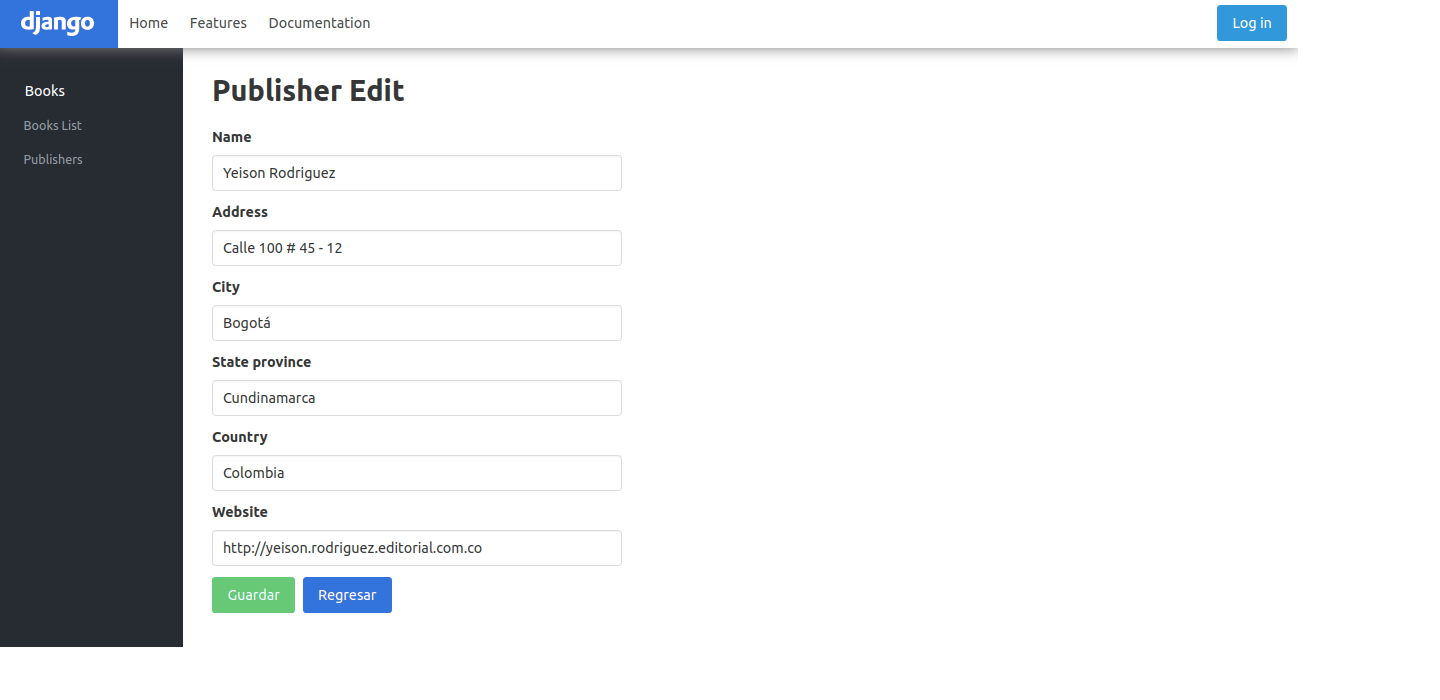 django Home Features Documentation Log in
Books
Books List
Publishers
Publisher Edit
Name
Yeison Rodriguez
Address
Calle 100 # 45 - 12
City
Bogotá
State province
Cundinamarca
Country
Colombia
Website
http://yeison.rodriguez.editorial.com.co
Guardar Regresar